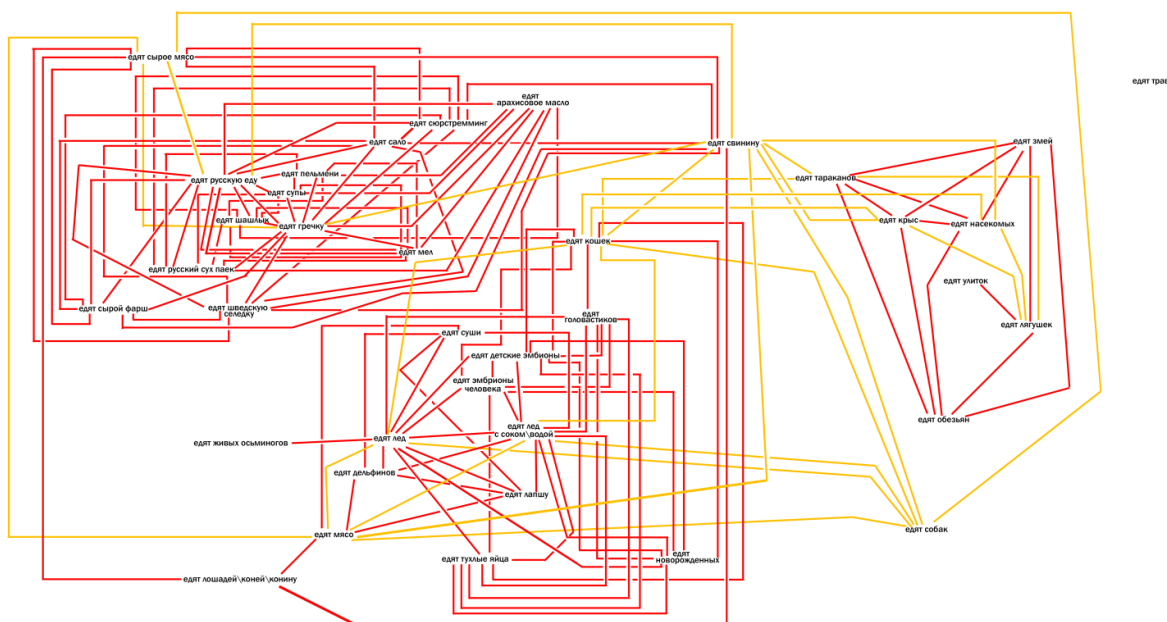 едят сырое мясо
едят трав
едят
арахисовое масло
едят сюрстремминг
едят сало
едят свинину
едят змей
едят пельмени
едят русскую еду
едят тараканов
едят супы
едят шашлык
едят гречку
едят крыс
едят насекомых
едят кошек
едят мел
едят русский сух паек
едят улиток
едят сырой фарш
едят шведскую
селедку
едят
головастиков
едят лягушек
едят суши
едят детские эмбионы
едят эмбрионы
человека
едят обезьян
едят лед
с соком\водой
едят живых осьминогов
едят лед
едят дельфинов
едят лапшу
едят мясо
едят собак
едят тухлые яйца
едят
новорожденных
едят лошадей\коней\конину